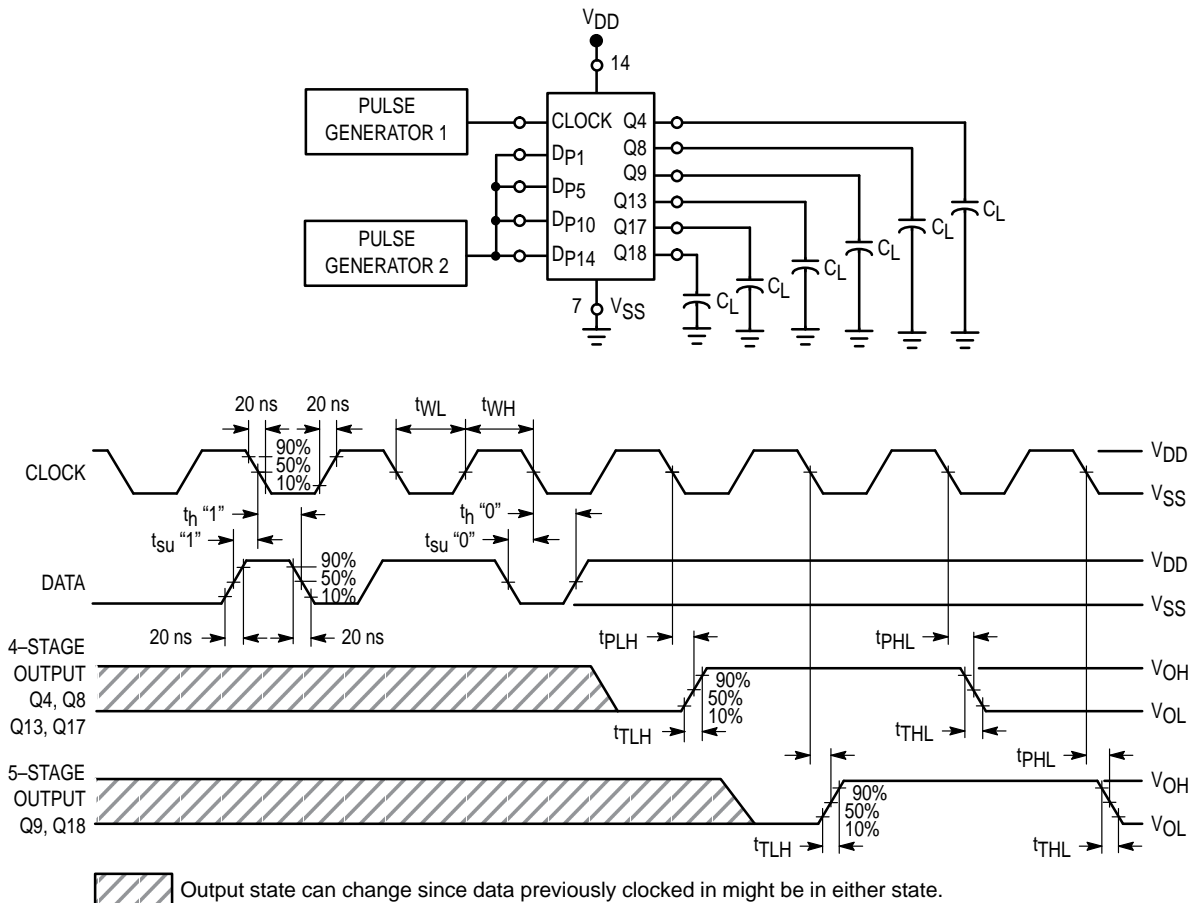 VDD
14
PULSE
GENERATOR 1
CLOCK Q4
DP1 Q8
DP5 Q9
DP10 Q13
DP14 Q17
Q18
PULSE
GENERATOR 2
CL
CL
CL
CL
CL
CL
7 VSS
20 ns 20 ns tWL tWH
CLOCK
90%
50%
10%
VDD
VSS
th “1” th “0”
tsu “1” tsu “0”
DATA
90%
50%
10%
VDD
VSS
20 ns 20 ns
tPLH tPHL
4–STAGE
OUTPUT
Q4, Q8
Q13, Q17
90%
50%
10%
VOH
VOL
tTLH tTHL
tPHL
5–STAGE
OUTPUT
Q9, Q18
90%
50%
10%
VOH
VOL
tTLH tTHL
Output state can change since data previously clocked in might be in either state.